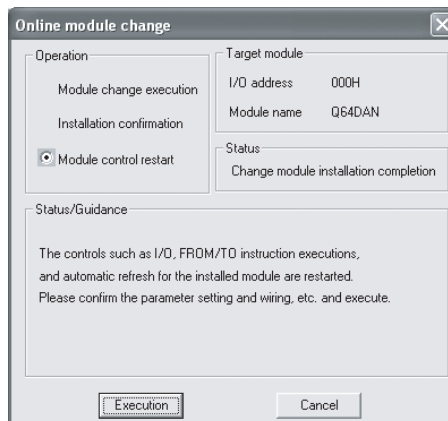 Online module change
Operation
Module change execution
Installation confirmation
Module control restart
Target module
I/O address 000H
Module name Q64DAN
Status
Change module installation completion
Status/Guidance
The controls such as I/O, FROM/TO instruction executions,
and automatic refresh for the installed module are restarted.
Please confirm the parameter setting and wiring, etc. and execute.
Execution
Cancel